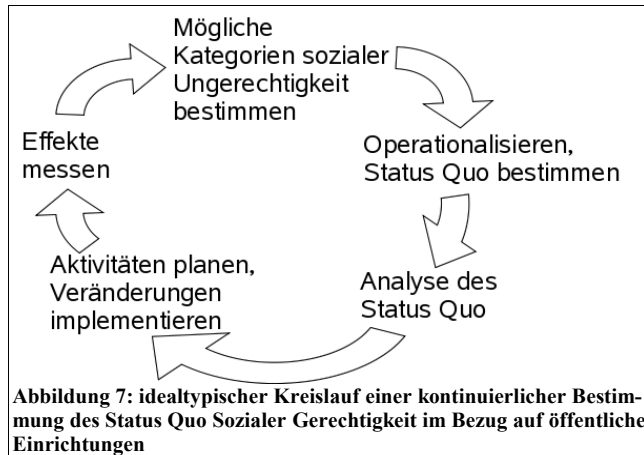 Mögliche
Kategorien sozialer
Ungerechtigkeit
bestimmen
Operationalisieren,
Status Quo bestimmen
Analyse des
Status Quo
Aktivitäten planen,
Veränderungen
implementieren
Effekte
messen
Abbildung 7: idealtypischer Kreislauf einer kontinuierlicher Bestim-
mung des Status Quo Sozialer Gerechtigkeit im Bezug auf öffentliche
Einrichtungen